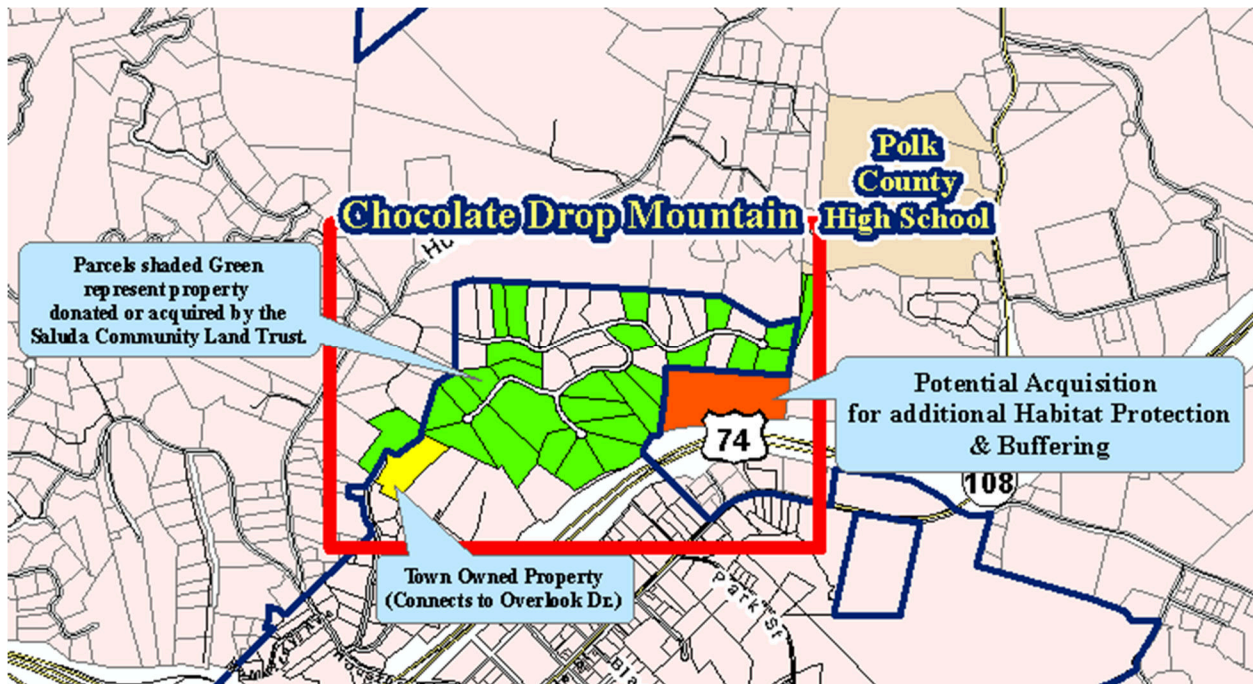 Polk
County
High School
Chocolate Drop Mountain
Parcels shaded Green
represent property
donated or acquired by the
Saluda Community Land Trust.
Potential Acquisition
for additional Habitat Protection
& Buffering
74
108
Town Owned Property
(Connects to Overlook Dr.)
Park St